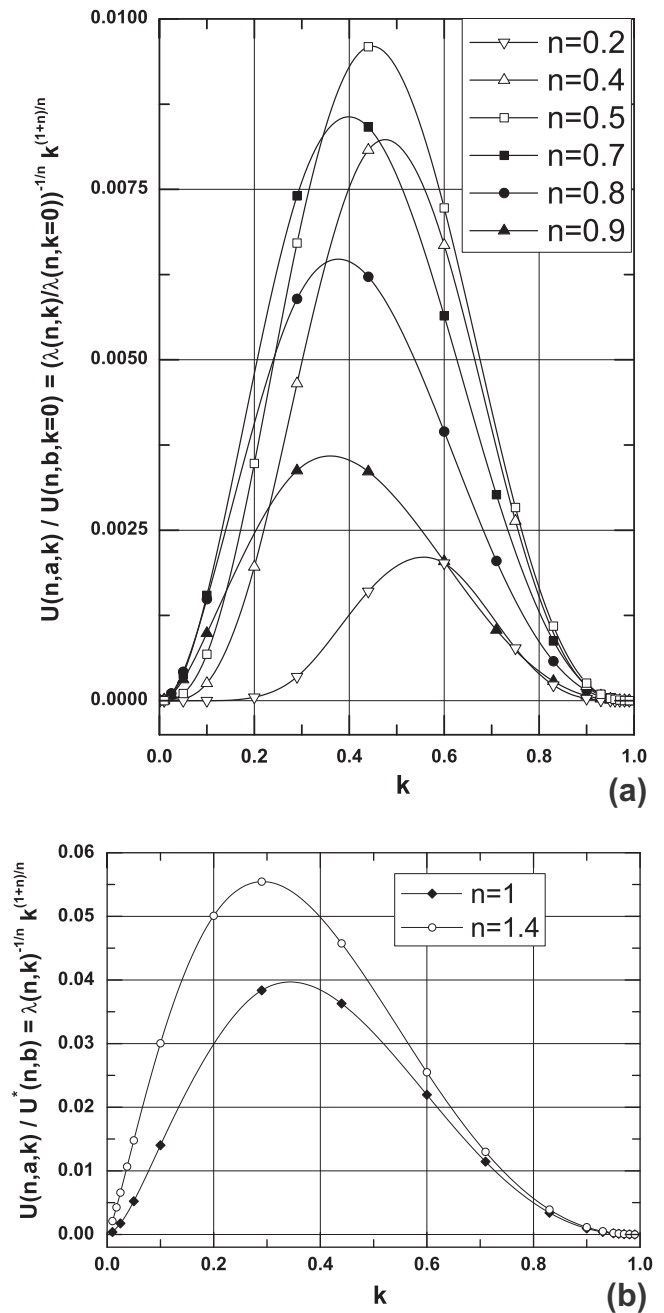 U(n,a,k) / U(n,b,k=0) = (λ(n,k)/λ(n,k=0))^{-1/n} k^{(1+n)/n}
0.0100
0.0075
0.0050
0.0025
0.0000
n=0.2
n=0.4
n=0.5
n=0.7
n=0.8
n=0.9
0.0 0.2 0.4 0.6 0.8 1.0
k
(a)
U(n,a,k) / U^*(n,b) = λ(n,k)^{-1/n} k^{(1+n)/n}
0.06
0.05
0.04
0.03
0.02
0.01
0.00
n=1
n=1.4
0.0 0.2 0.4 0.6 0.8 1.0
k
(b)